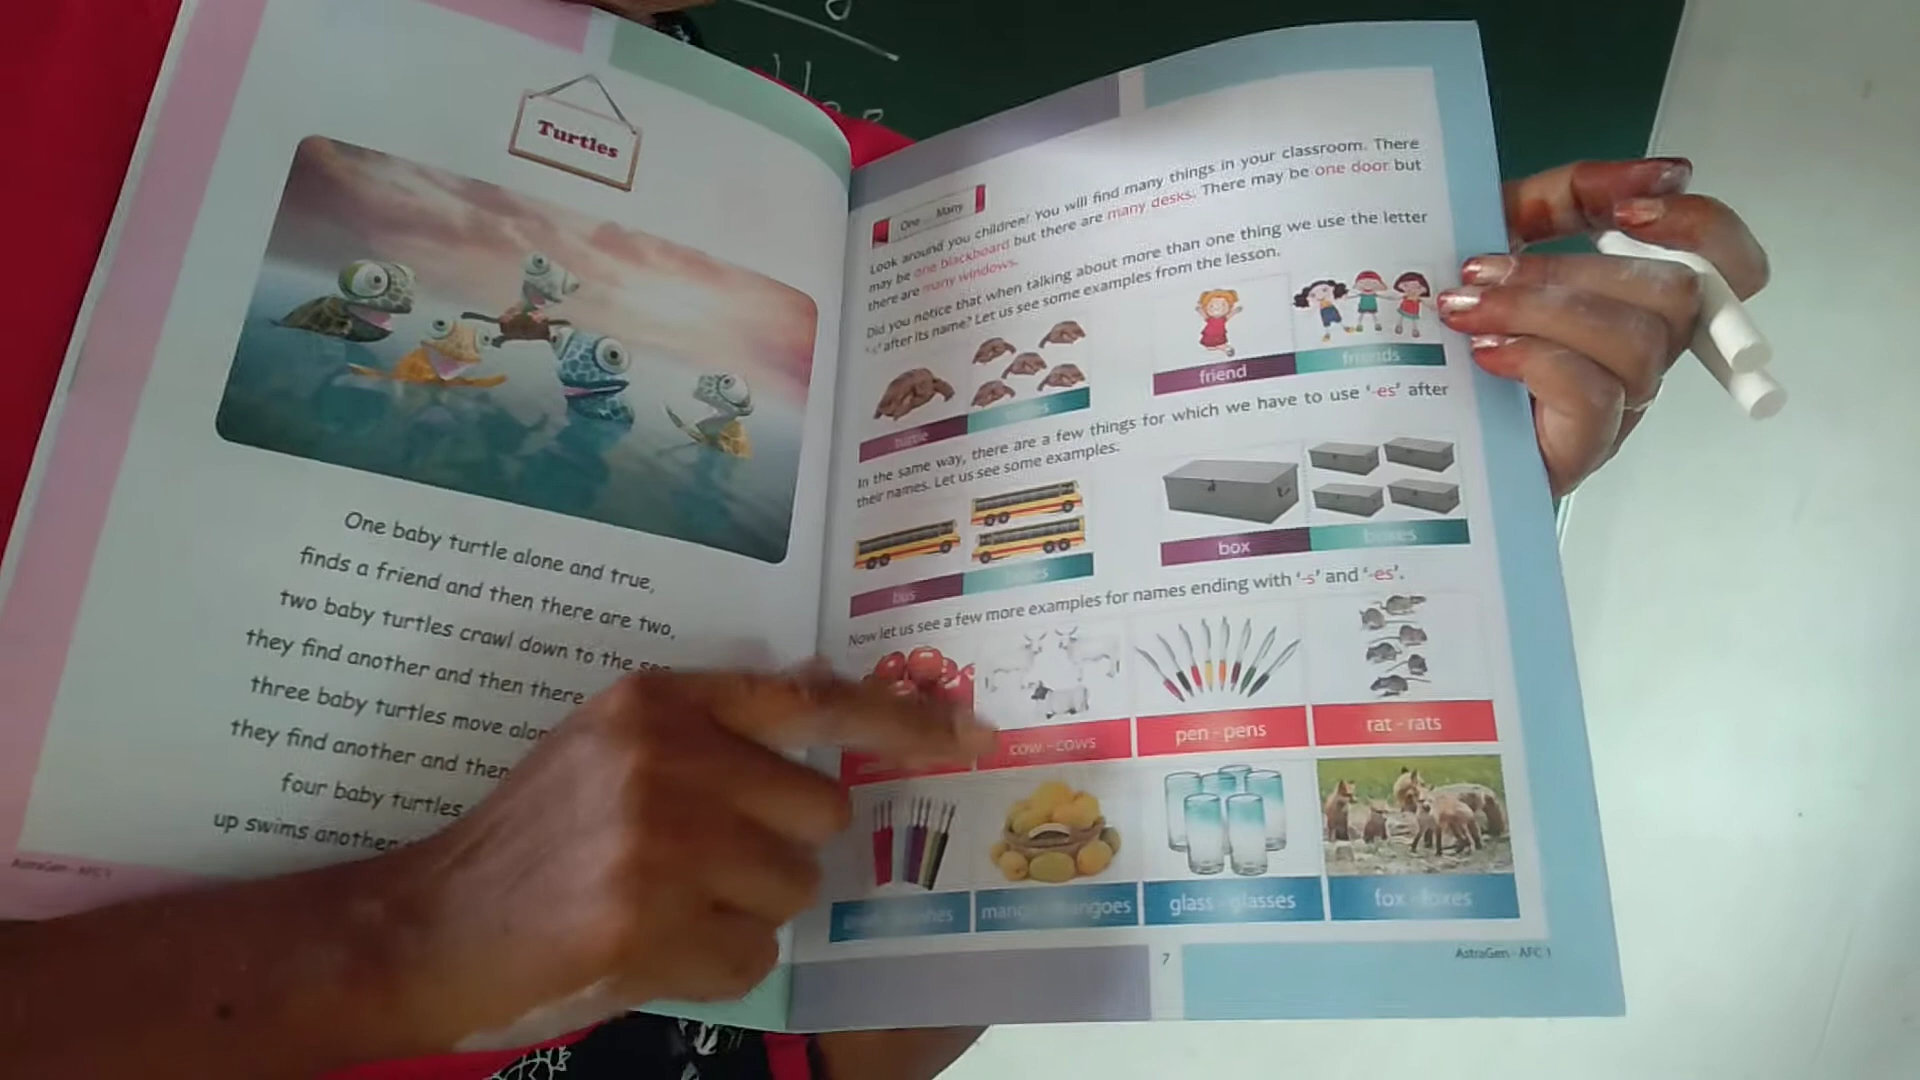 Turtles
One baby turtle alone and true,
finds a friend and then there are two,
two baby turtles crawl down to the
they find another and then there
three baby turtles move
they find another and
four baby turtles
up swims another
AstraGen - AFC 1
One Many
Look around you children! You will find many things in your classroom. There
may be one blackboard but there are many desks. There may be one door but
there are many windows.
Did you notice that when talking about more than one thing we use the letter
'-s' after its name? Let us see some examples from the lesson.
turtle
friend friends
In the same way, there are a few things for which we have to use '-es' after
their names. Let us see some examples.
bus
box boxes
Now let us see a few more examples for names ending with '-s' and '-es'.
cow - cows pen - pens rat - rats
mangoes glass - glasses fox - foxes
7
AstraGen - AFC 1